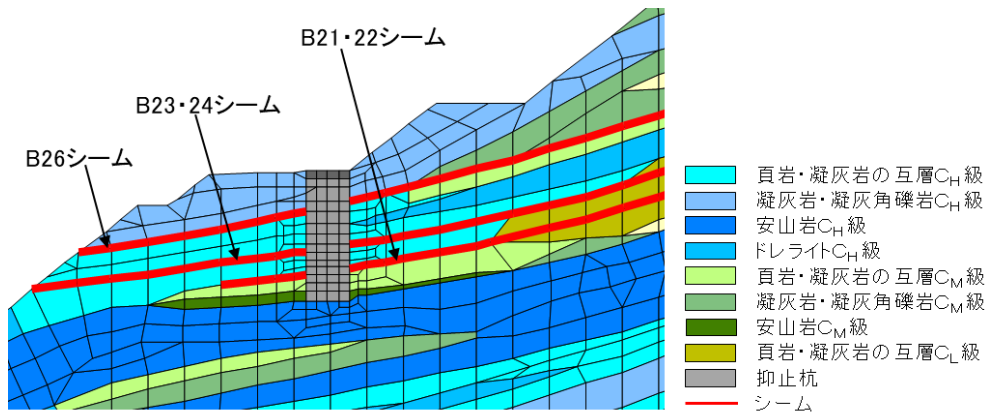 B21・22シーム
B23・24シーム
B26シーム
頁岩・凝灰岩の互層CH級
凝灰岩・凝灰角礫岩CH級
安山岩CH級
ドレライトCH級
頁岩・凝灰岩の互層CM級
凝灰岩・凝灰角礫岩CM級
安山岩CM級
頁岩・凝灰岩の互層CL級
抑止杭
シーム